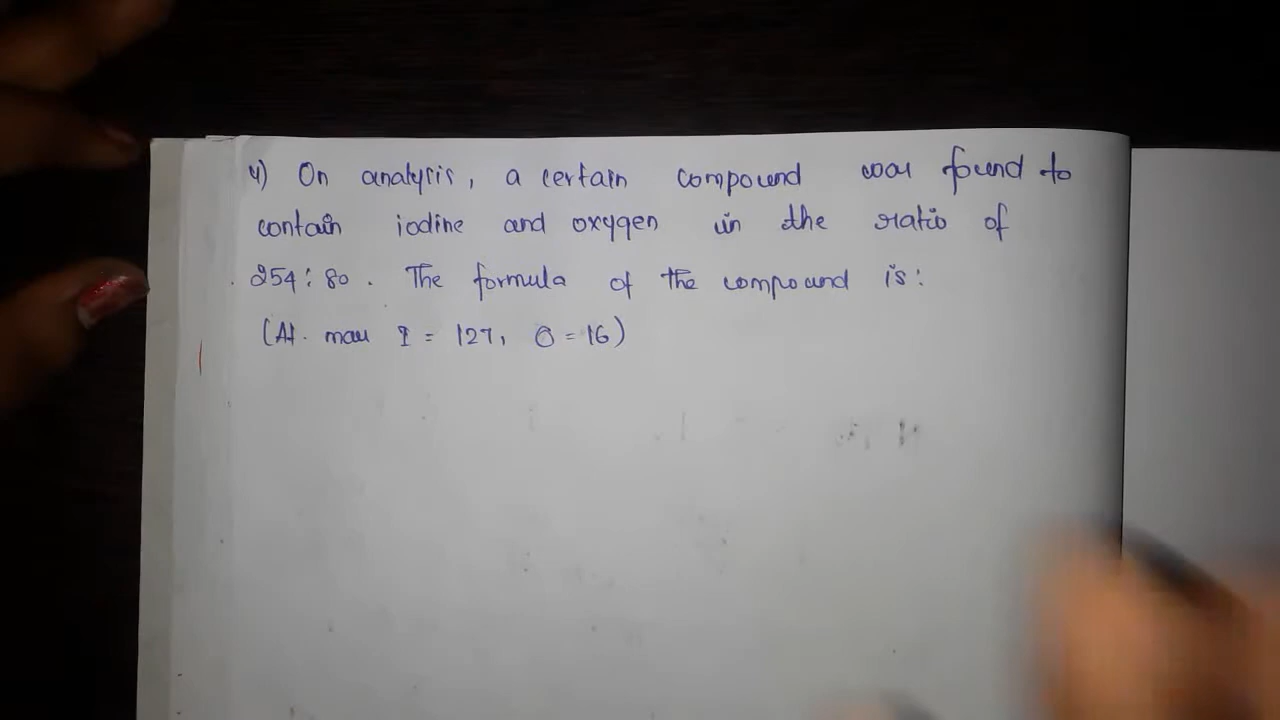 4) On analysis, a certain compound was found to
contain iodine and oxygen in the ratio of
254 : 80 . The formula of the compound is :
(At. mass I = 127, O = 16)